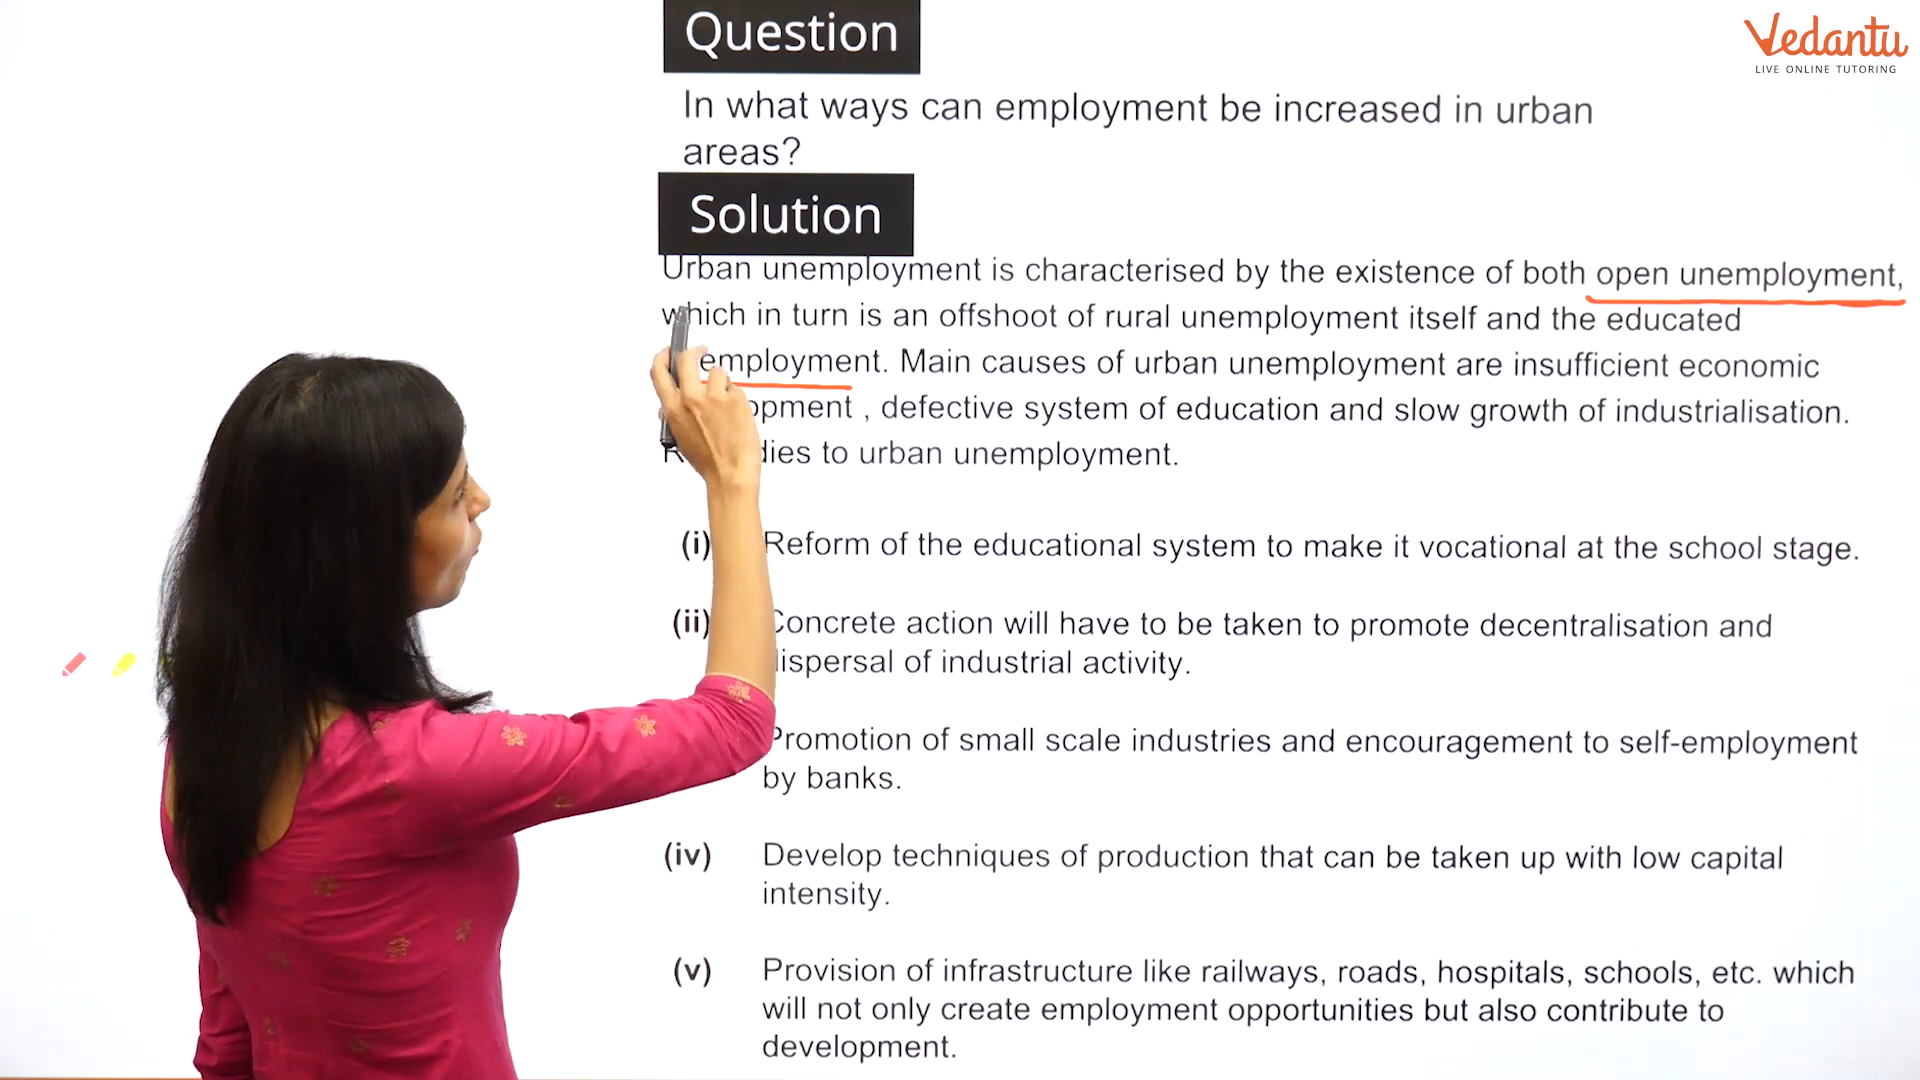 Question
Vedantu
LIVE ONLINE TUTORING
In what ways can employment be increased in urban
areas?
Solution
Urban unemployment is characterised by the existence of both open unemployment,
which in turn is an offshoot of rural unemployment itself and the educated
employment. Main causes of urban unemployment are insufficient economic
opment , defective system of education and slow growth of industrialisation.
dies to urban unemployment.
(i) Reform of the educational system to make it vocational at the school stage.
(ii) Concrete action will have to be taken to promote decentralisation and
dispersal of industrial activity.
Promotion of small scale industries and encouragement to self-employment
by banks.
(iv) Develop techniques of production that can be taken up with low capital
intensity.
(v) Provision of infrastructure like railways, roads, hospitals, schools, etc. which
will not only create employment opportunities but also contribute to
development.